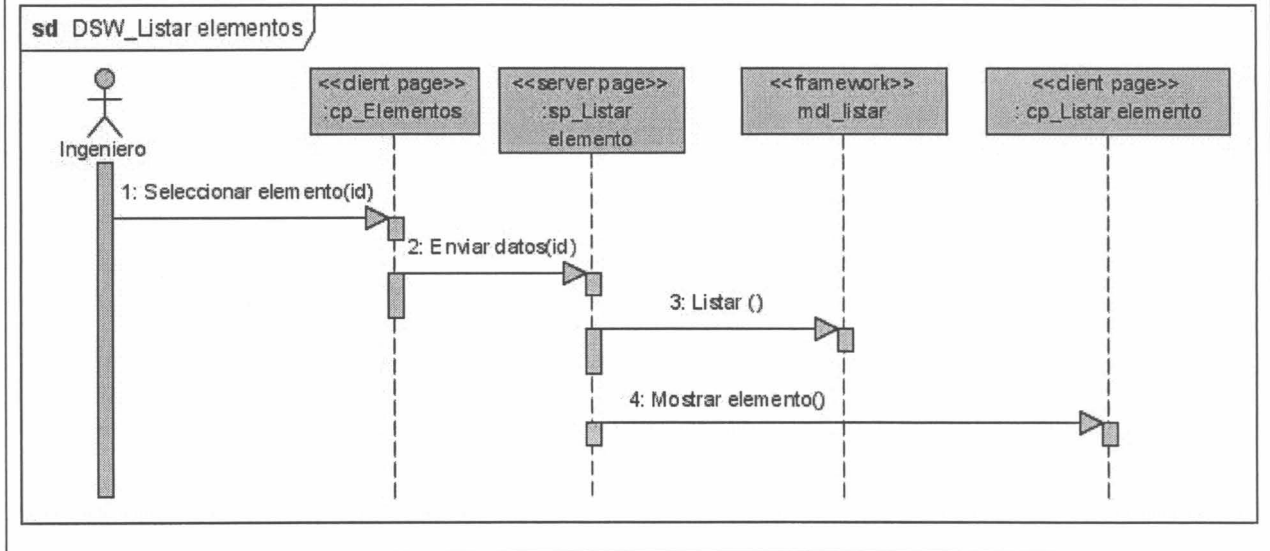 sd DSW_Listar elementos
<<client page>>
:cp_Elementos
<<server page>>
:sp_Listar
elemento
<<framework>>
mdl_listar
<<client page>>
: cp_Listar elemento
Ingeniero
1: Seleccionar elemento(id)
2: Enviar datos(id)
3: Listar ()
4: Mostrar elemento()